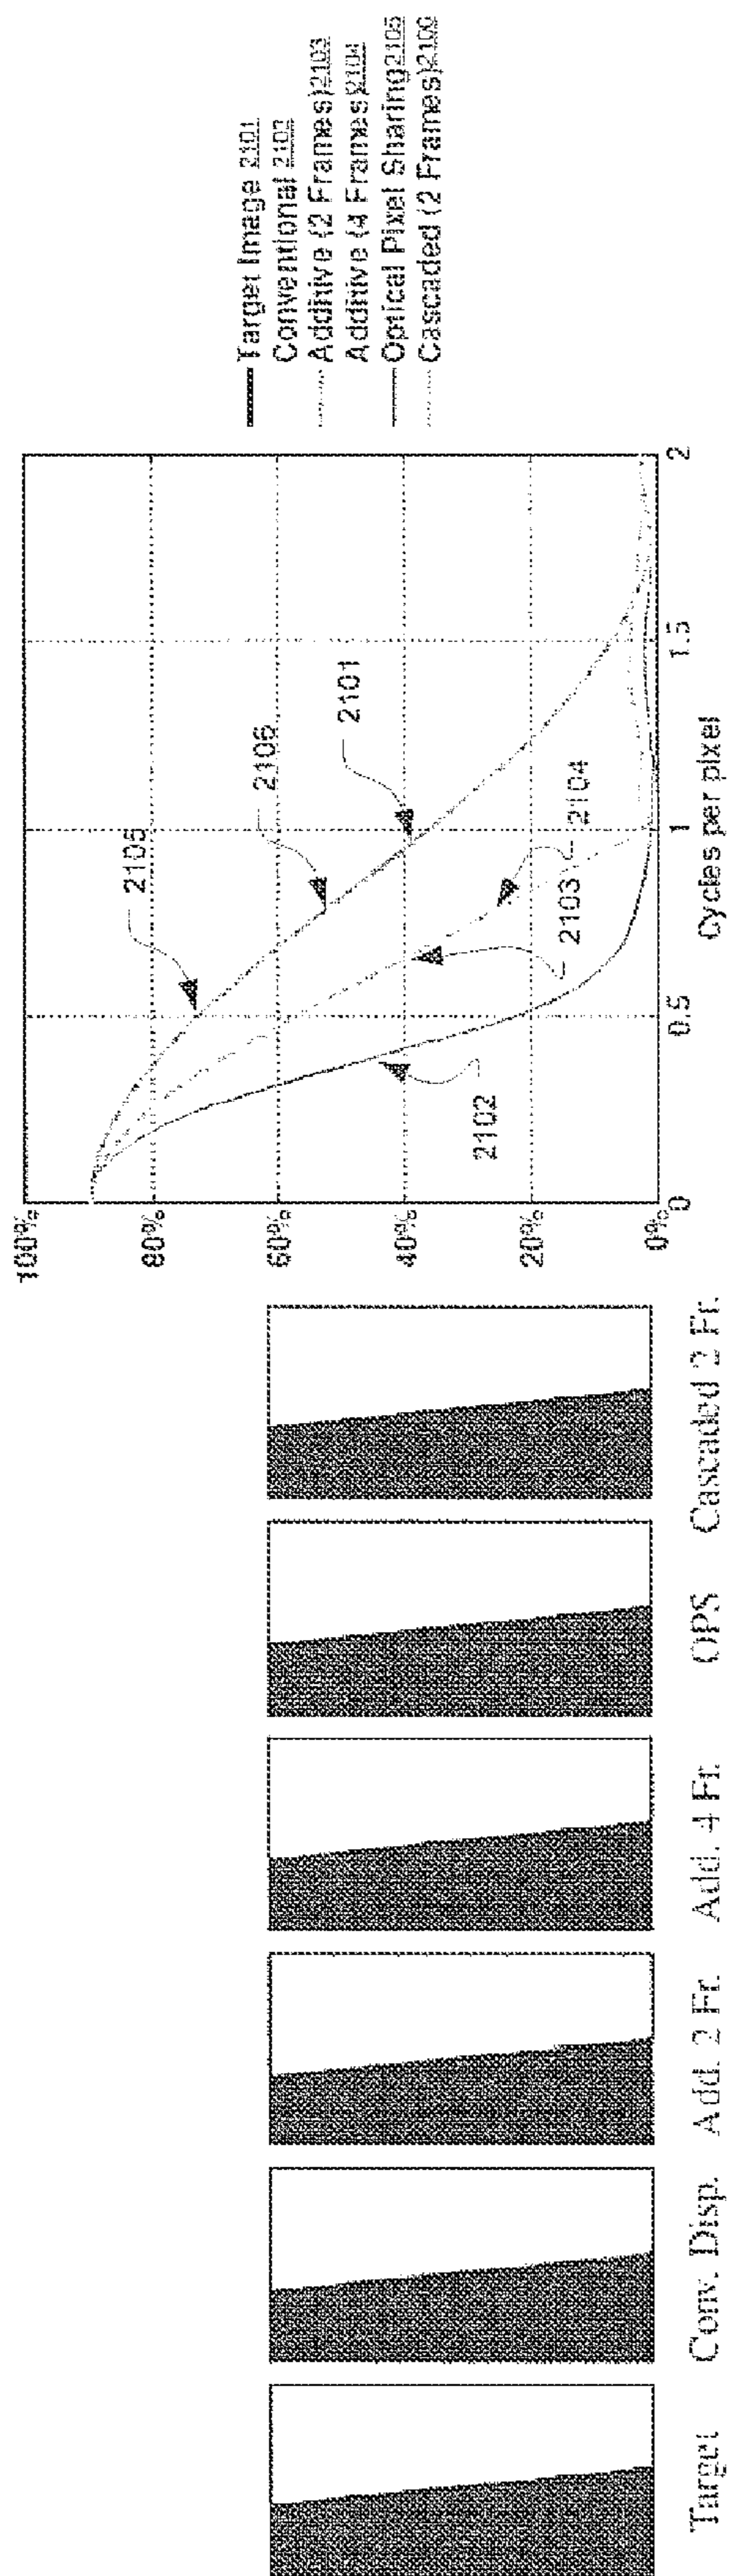 Target
Conv. Disp.
Add. 2 Fr.
Add. 4 Fr.
OPS
Cascaded 2 Fr.
100%
80%
60%
40%
20%
0%
0
0.5
1
1.5
2
Cycles per pixel
2102
2105
2106
2101
2103
2104
Target Image 2101
Conventional 2102
Additive (2 Frames)2103
Additive (4 Frames)2104
Optical Pixel Sharing2105
Cascaded (2 Frames)2106